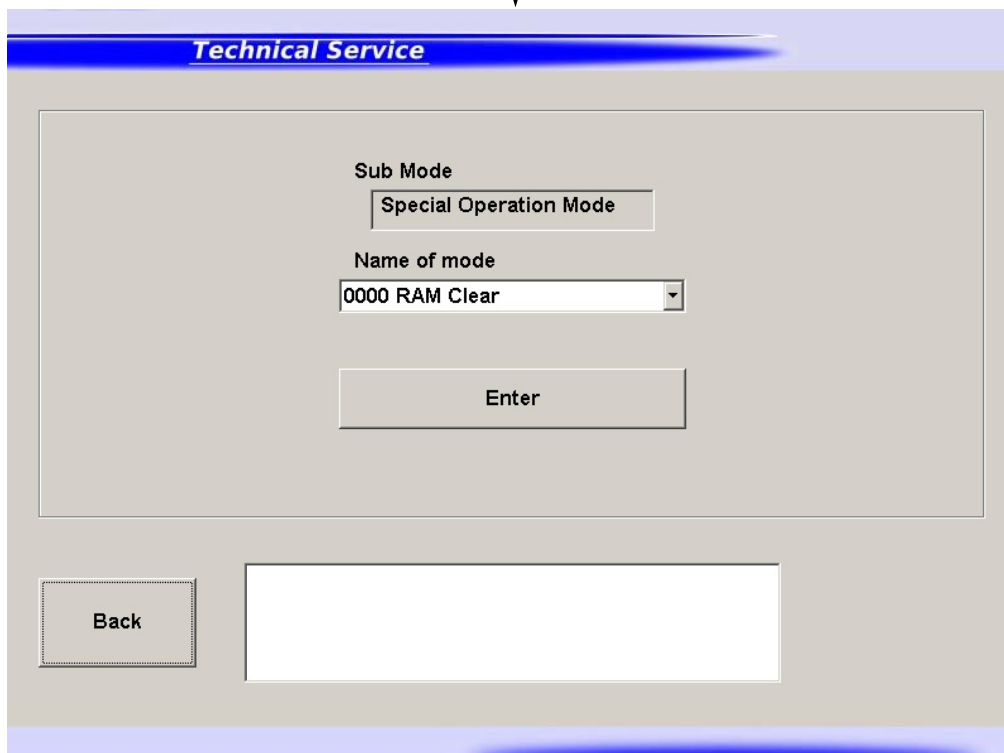 Technical Service
Sub Mode
Special Operation Mode
Name of mode
0000 RAM Clear
Enter
Back